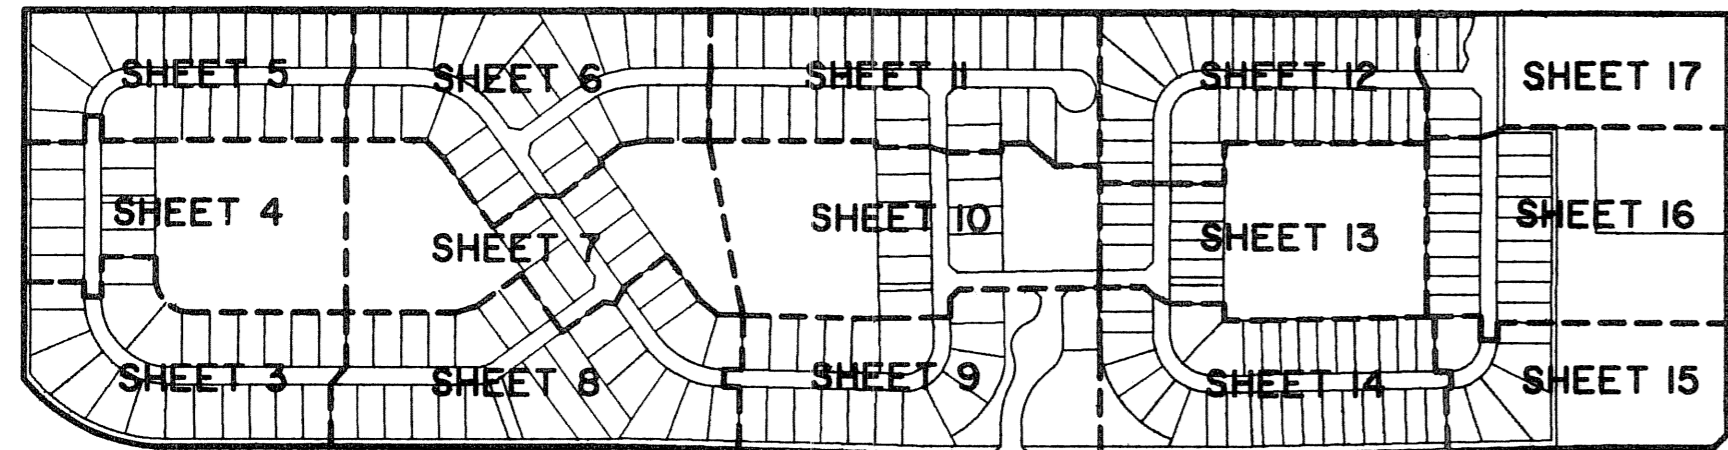 SHEET 5
SHEET 6
SHEET 11
SHEET 12
SHEET 17
SHEET 4
SHEET 7
SHEET 10
SHEET 13
SHEET 16
SHEET 3
SHEET 8
SHEET 9
SHEET 14
SHEET 15